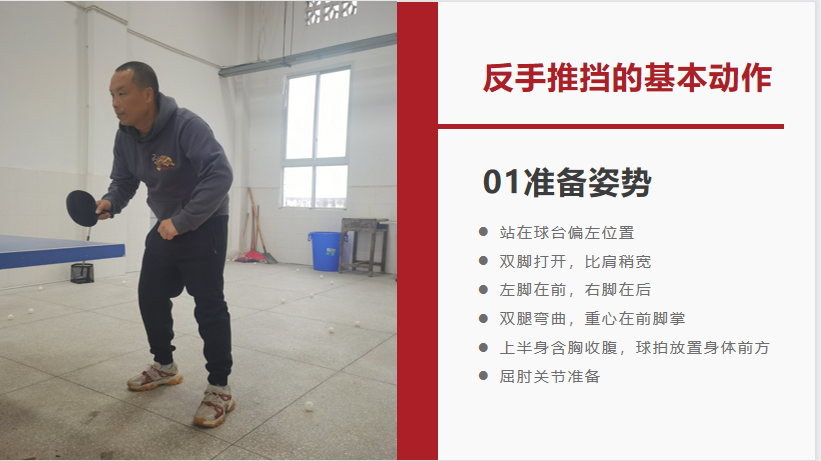 反手推挡的基本动作
01准备姿势
站在球台偏左位置
双脚打开，比肩稍宽
左脚在前，右脚在后
双腿弯曲，重心在前脚掌
上半身含胸收腹，球拍放置身体前方
屈肘关节准备